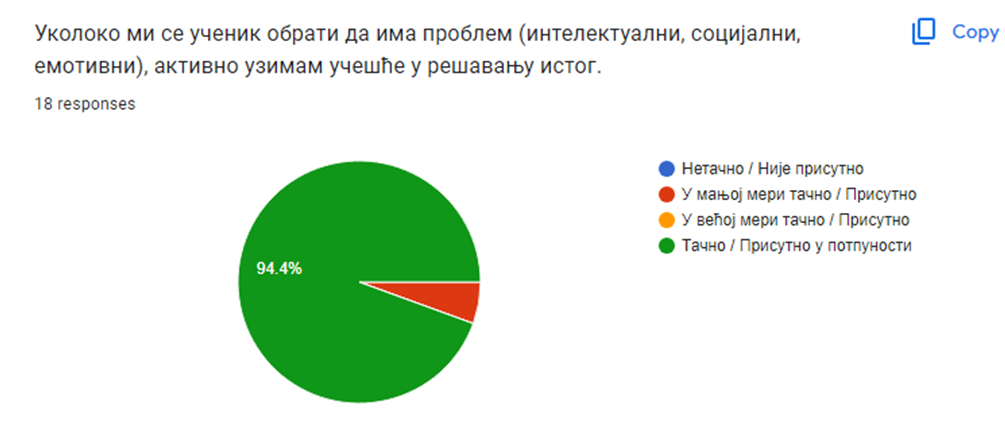 Уколоко ми се ученик обрати да има проблем (интелектуални, социјални,
емотивни), активно узимам учешће у решавању истог.
Copy
18 responses
94.4%
Нетачно / Није присутно
У мањој мери тачно / Присутно
У већој мери тачно / Присутно
Тачно / Присутно у потпуности